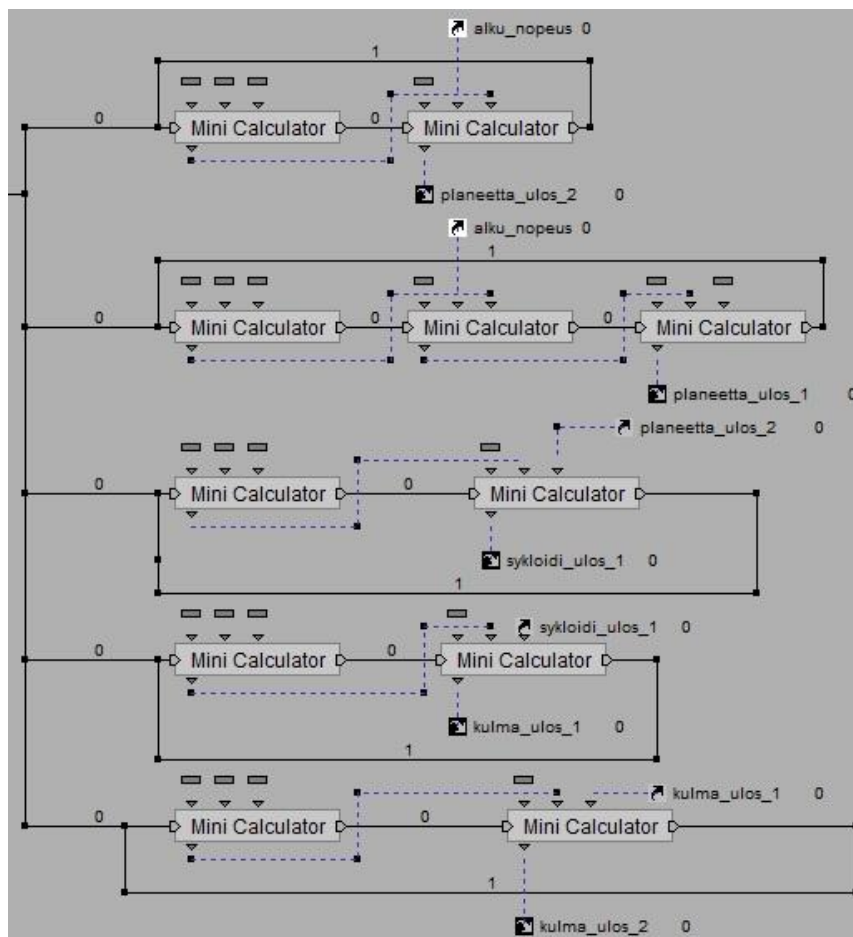 alku_nopeus 0
1
0 Mini Calculator 0 Mini Calculator
planeetta_ulos_2 0
alku_nopeus 0
1
0 Mini Calculator 0 Mini Calculator 0 Mini Calculator
planeetta_ulos_1 0
planeetta_ulos_2 0
0 Mini Calculator 0 Mini Calculator
sykloidi_ulos_1 0
1
sykloidi_ulos_1 0
0 Mini Calculator 0 Mini Calculator
kulma_ulos_1 0
1
kulma_ulos_1 0
0 Mini Calculator 0 Mini Calculator
1
kulma_ulos_2 0